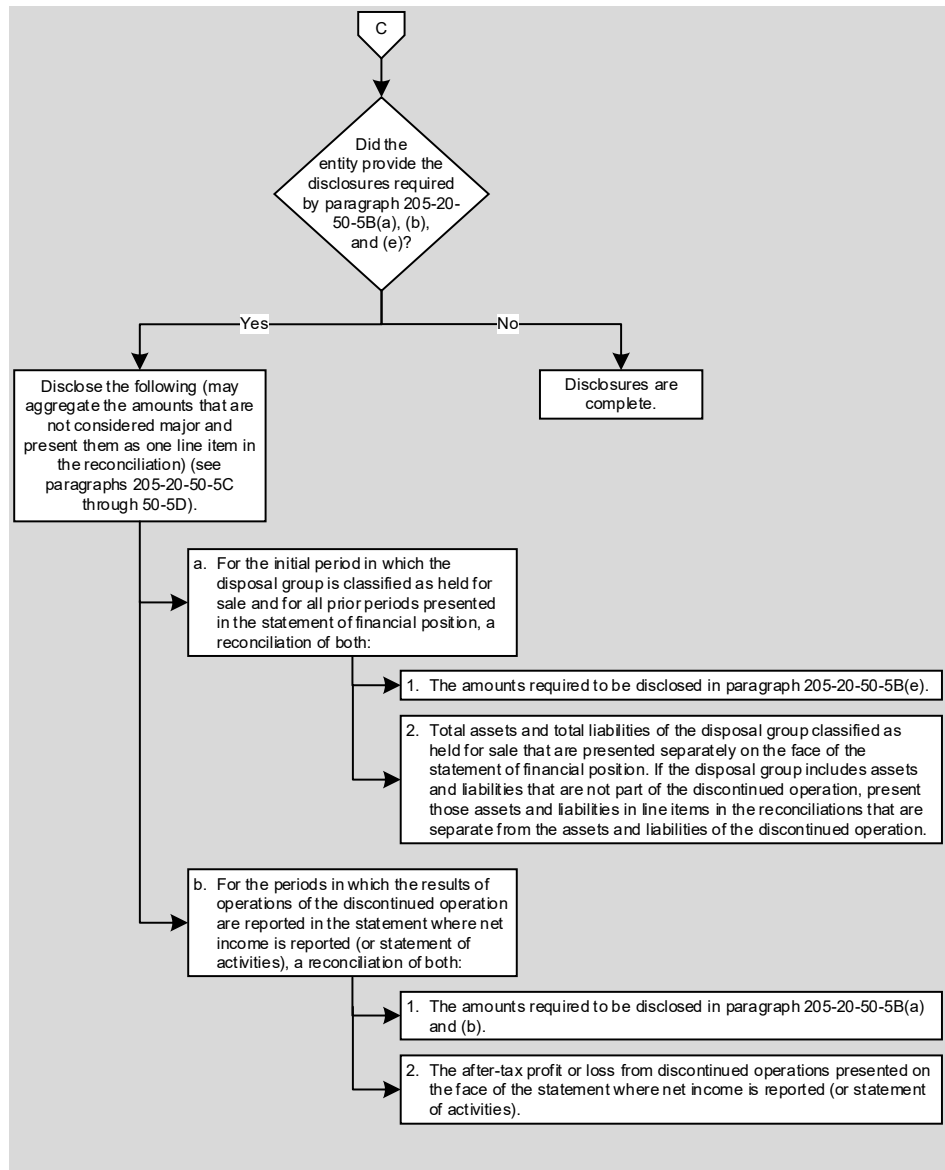 C
Did the
entity provide the
disclosures required
by paragraph 205-20-
50-5B(a), (b),
and (e)?
Yes
No
Disclose the following (may
aggregate the amounts that are
not considered major and
present them as one line item in
the reconciliation) (see
paragraphs 205-20-50-5C
through 50-5D).
Disclosures are
complete.
a. For the initial period in which the
disposal group is classified as held for
sale and for all prior periods presented
in the statement of financial position, a
reconciliation of both:
1. The amounts required to be disclosed in paragraph 205-20-50-5B(e).
2. Total assets and total liabilities of the disposal group classified as
held for sale that are presented separately on the face of the
statement of financial position. If the disposal group includes assets
and liabilities that are not part of the discontinued operation, present
those assets and liabilities in line items in the reconciliations that are
separate from the assets and liabilities of the discontinued operation.
b. For the periods in which the results of
operations of the discontinued operation
are reported in the statement where net
income is reported (or statement of
activities), a reconciliation of both:
1. The amounts required to be disclosed in paragraph 205-20-50-5B(a)
and (b).
2. The after-tax profit or loss from discontinued operations presented on
the face of the statement where net income is reported (or statement
of activities).